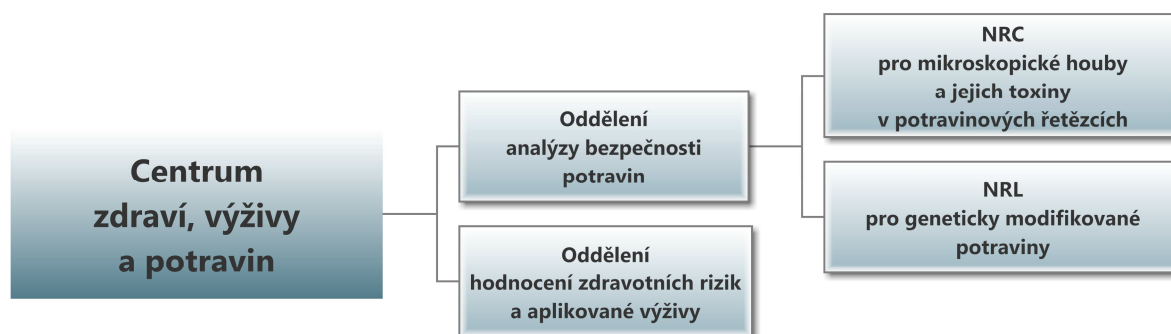 Centrum
zdraví, výživy
a potravin
Oddělení
analýzy bezpečnosti
potravin
Oddělení
hodnocení zdravotních rizik
a aplikované výživy
NRC
pro mikroskopické houby
a jejich toxiny
v potravinových řetězcích
NRL
pro geneticky modifikované
potraviny